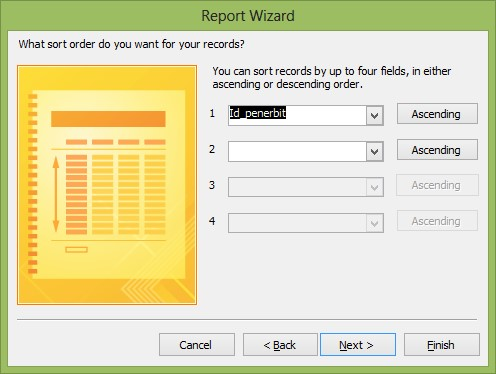 Report Wizard
What sort order do you want for your records?
You can sort records by up to four fields, in either
ascending or descending order.
1 Id_penerbit Ascending
2 Ascending
3 Ascending
4 Ascending
Cancel < Back Next > Finish